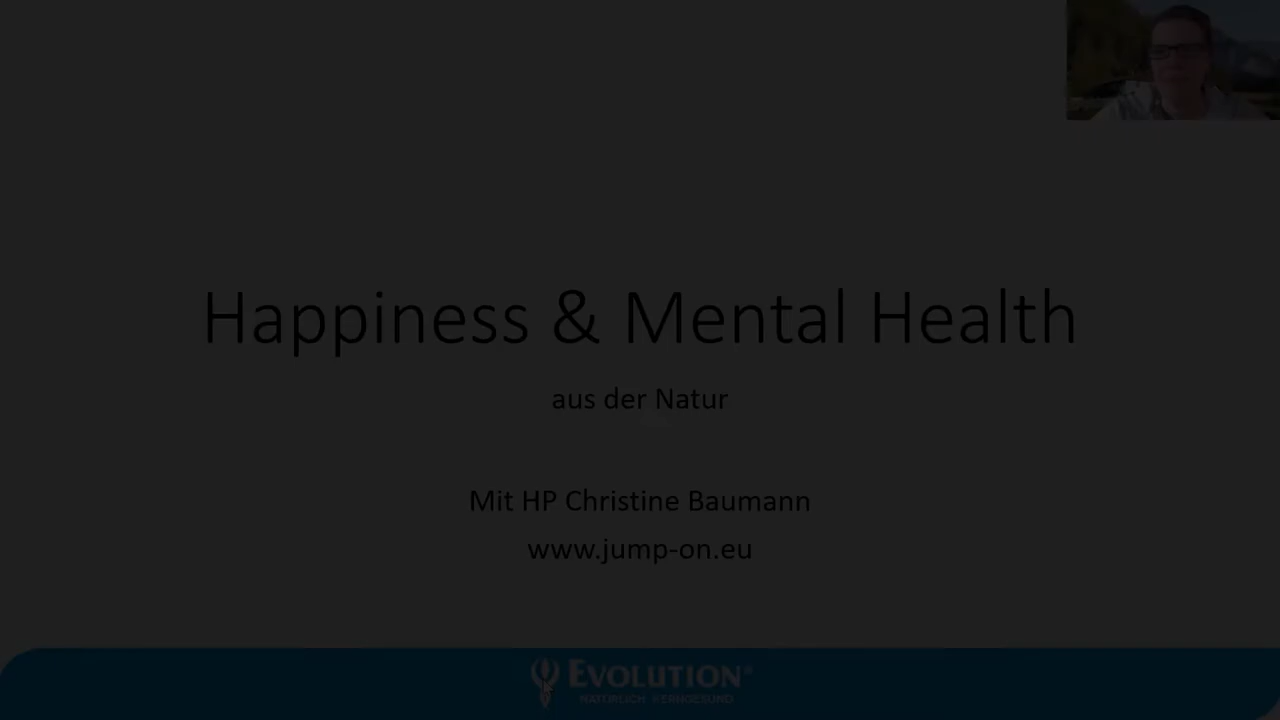 Happiness & Mental Health
aus der Natur
Mit HP Christine Baumann
www.jump-on.eu
EVOLUTION®
NATÜRLICH KERNGESUND